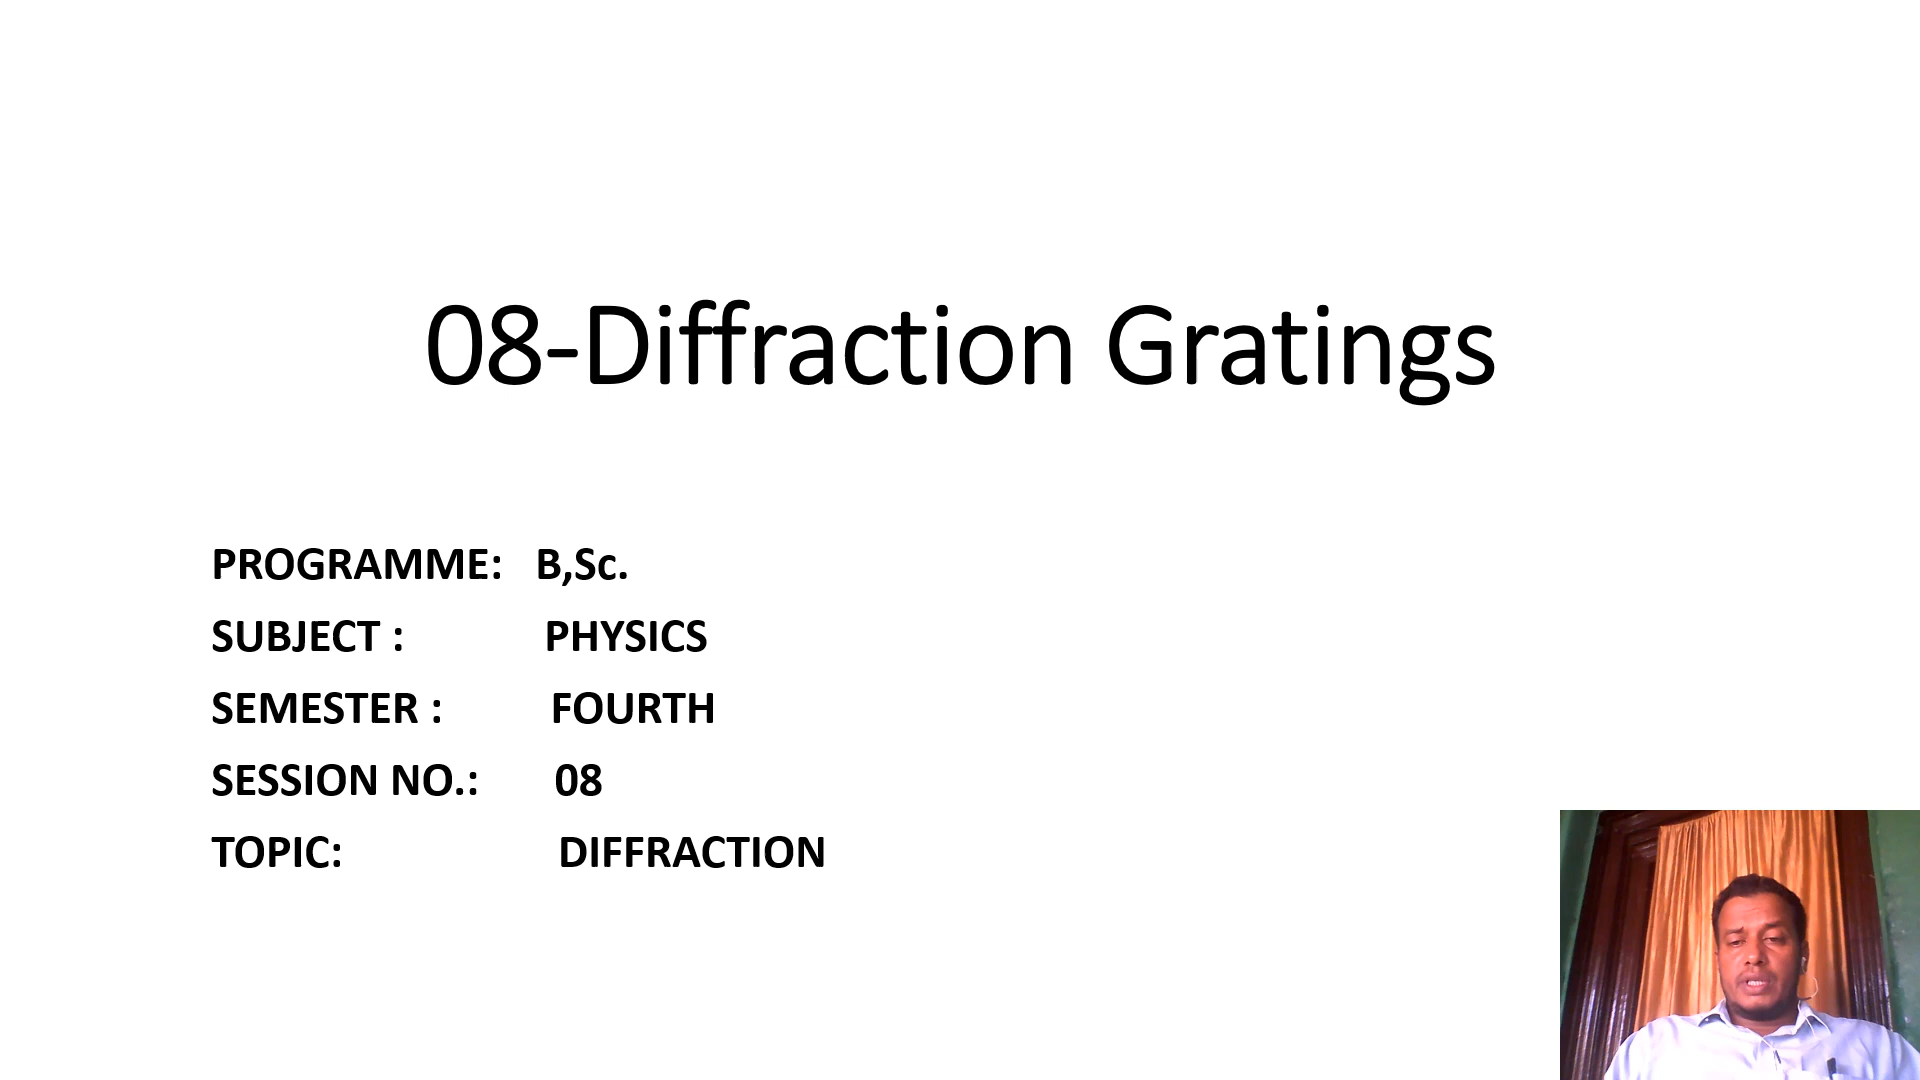 08-Diffraction Gratings
PROGRAMME: B,Sc.
SUBJECT : PHYSICS
SEMESTER : FOURTH
SESSION NO.: 08
TOPIC: DIFFRACTION